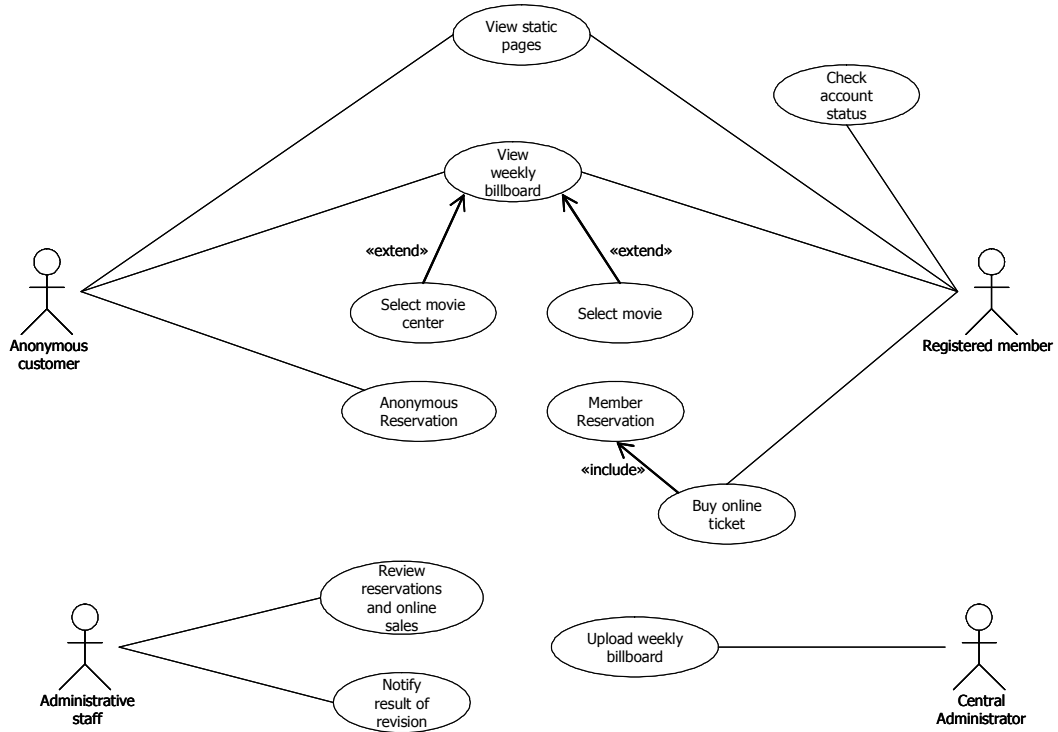 View static
pages
Check
account
status
View
weekly
billboard
«extend»
«extend»
Select movie
center
Select movie
Anonymous
customer
Registered member
Anonymous
Reservation
Member
Reservation
«include»
Buy online
ticket
Review
reservations
and online
sales
Upload weekly
billboard
Notify
result of
revision
Administrative
staff
Central
Administrator